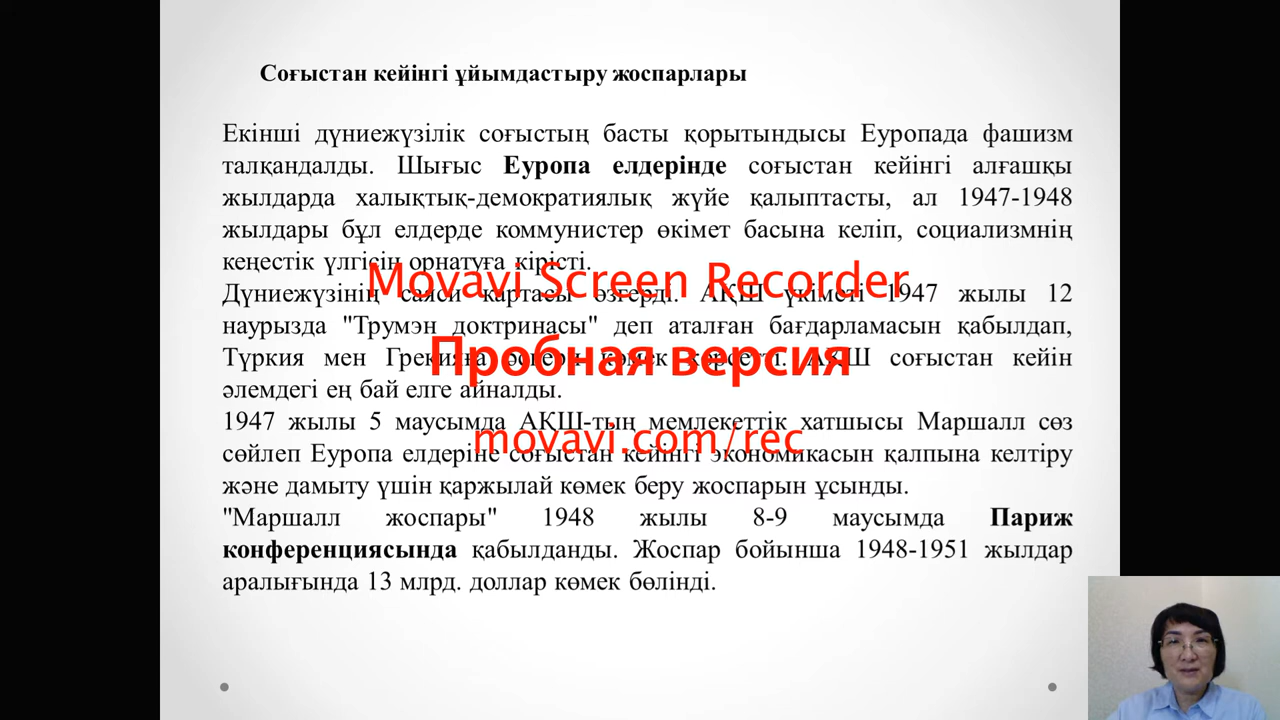 Соғыстан кейінгі ұйымдастыру жоспарлары
Екінші дүниежүзілік соғыстың басты қорытындысы Еуропада фашизм
талқандалды. Шығыс Еуропа елдерінде соғыстан кейінгі алғашқы
жылдарда халықтық-демократиялық жүйе қалыптасты, ал 1947-1948
жылдары бұл елдерде коммунистер өкімет басына келіп, социализмнің
кеңестік үлгісін орнатуға кірісті.
Movavi Screen Recorder
Дүниежүзінің саяси картасы өзгерді. АҚШ үкіметі 1947 жылы 12
наурызда "Трумэн доктринасы" деп аталған бағдарламасын қабылдап,
Пробная версия
Түркия мен Грекияға әскери көмек көрсетті. АҚШ соғыстан кейін
әлемдегі ең бай елге айналды.
1947 жылы 5 маусымда АҚШ-тың мемлекеттік хатшысы Маршалл сөз
movavi.com/rec
сөйлеп Еуропа елдеріне соғыстан кейінгі экономикасын қалпына келтіру
және дамыту үшін қаржылай көмек беру жоспарын ұсынды.
"Маршалл жоспары" 1948 жылы 8-9 маусымда Париж
конференциясында қабылданды. Жоспар бойынша 1948-1951 жылдар
аралығында 13 млрд. доллар көмек бөлінді.